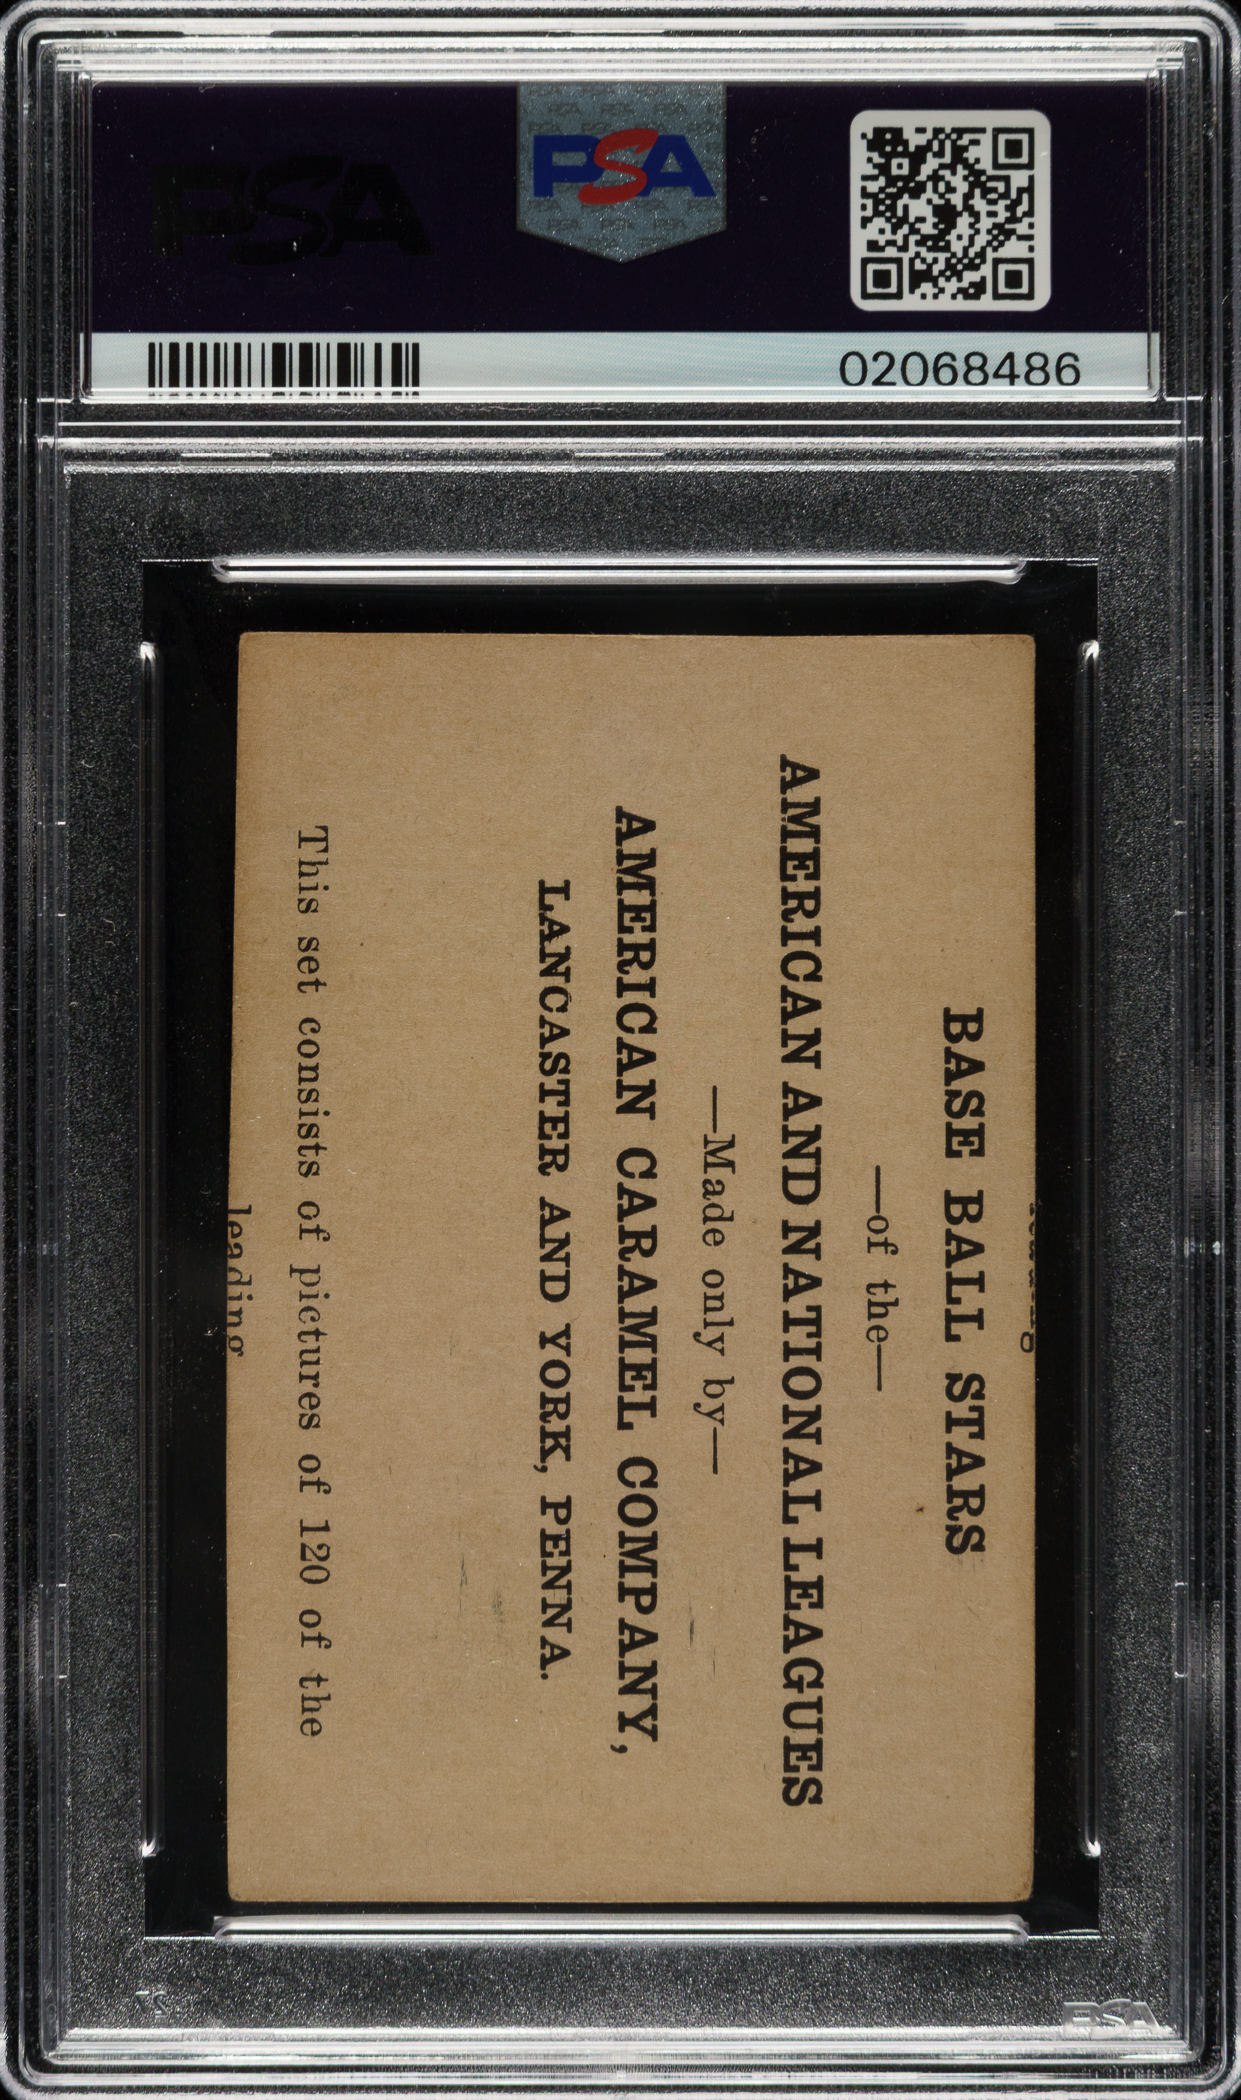 PSA
PSA
02068486
BASE BALL STARS
—of the—
AMERICAN AND NATIONAL LEAGUES
—Made only by—
AMERICAN CARAMEL COMPANY,
LANCASTER AND YORK, PENNA.
This set consists of pictures of 120 of the
leading
PSA